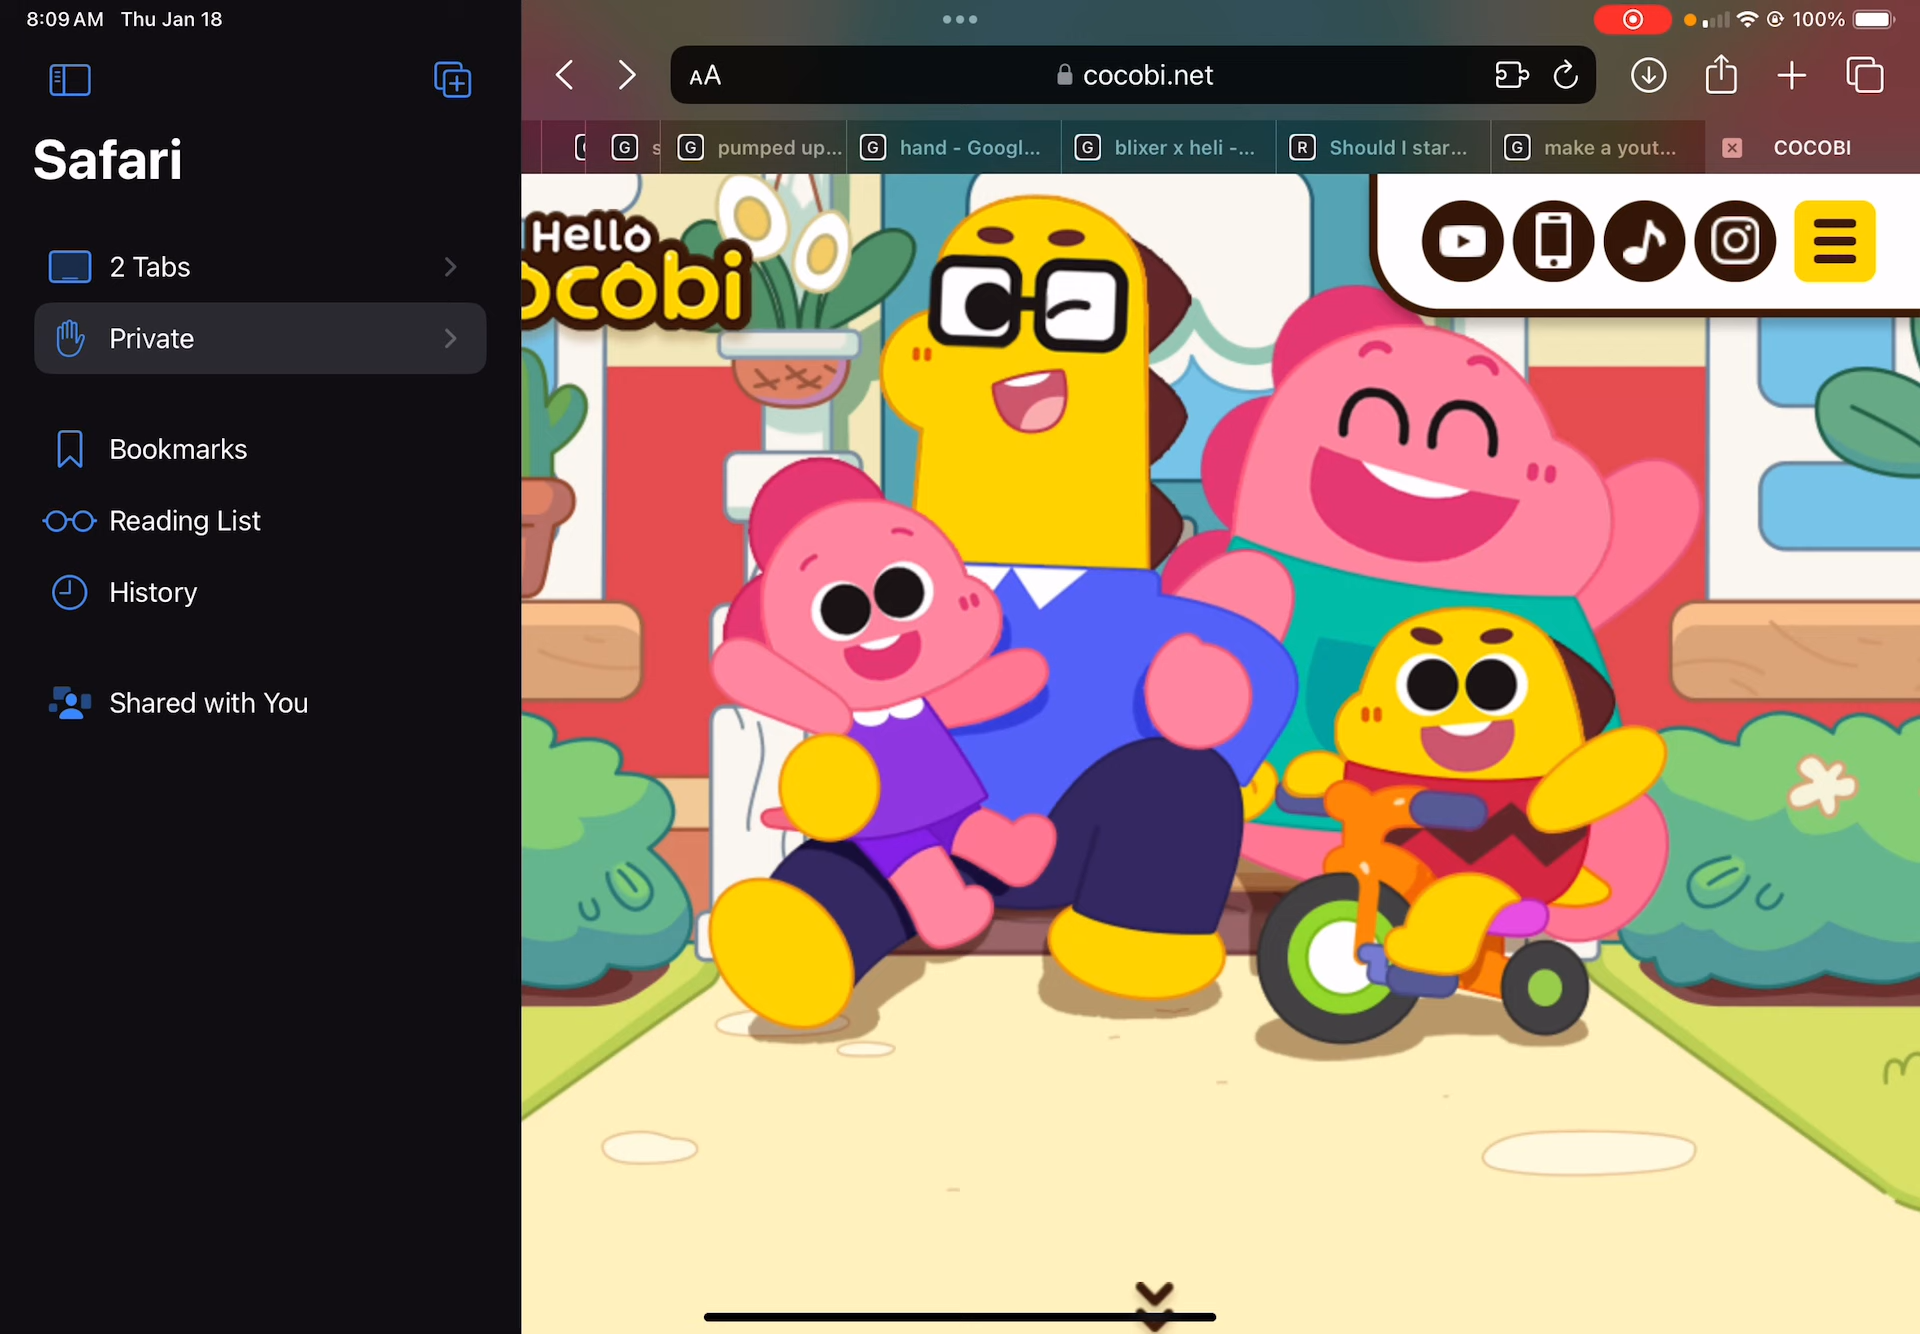 8:09 AM Thu Jan 18
100%
Safari
2 Tabs
Private
Bookmarks
Reading List
History
Shared with You
AA
cocobi.net
G s
G pumped up...
G hand - Googl...
G blixer x heli -...
R Should I star...
G make a yout...
COCOBI
Hello
ocobi